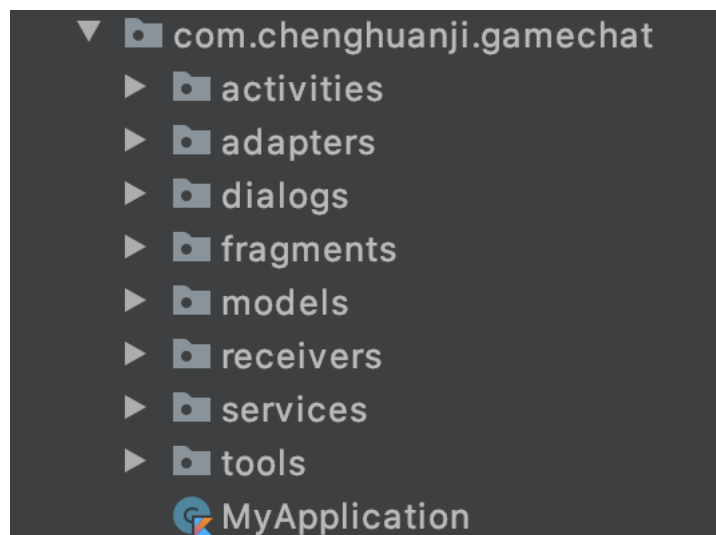 com.chenghuanji.gamechat
activities
adapters
dialogs
fragments
models
receivers
services
tools
MyApplication